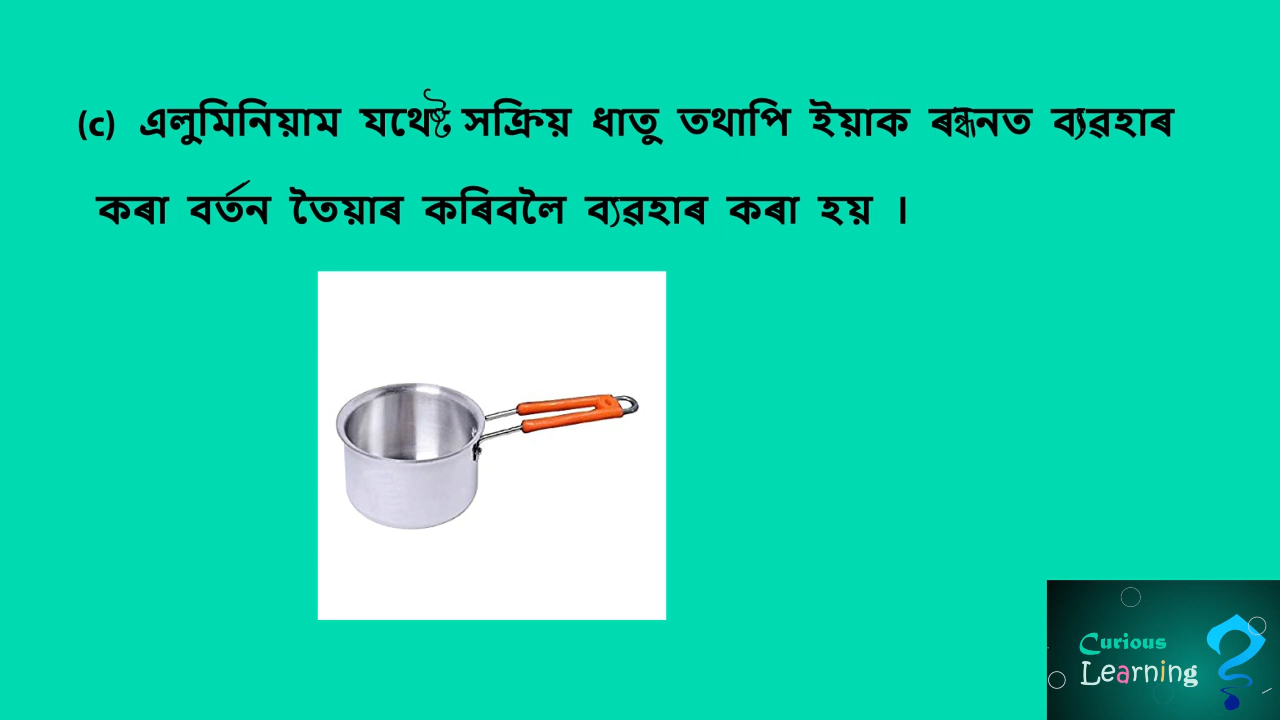 (c) এলুমিনিয়াম যথেষ্ট সক্ৰিয় ধাতু তথাপি ইয়াক ৰন্ধনত ব্যৱহাৰ
কৰা বৰ্তন তৈয়াৰ কৰিবলৈ ব্যৱহাৰ কৰা হয় ।
Curious
Learning